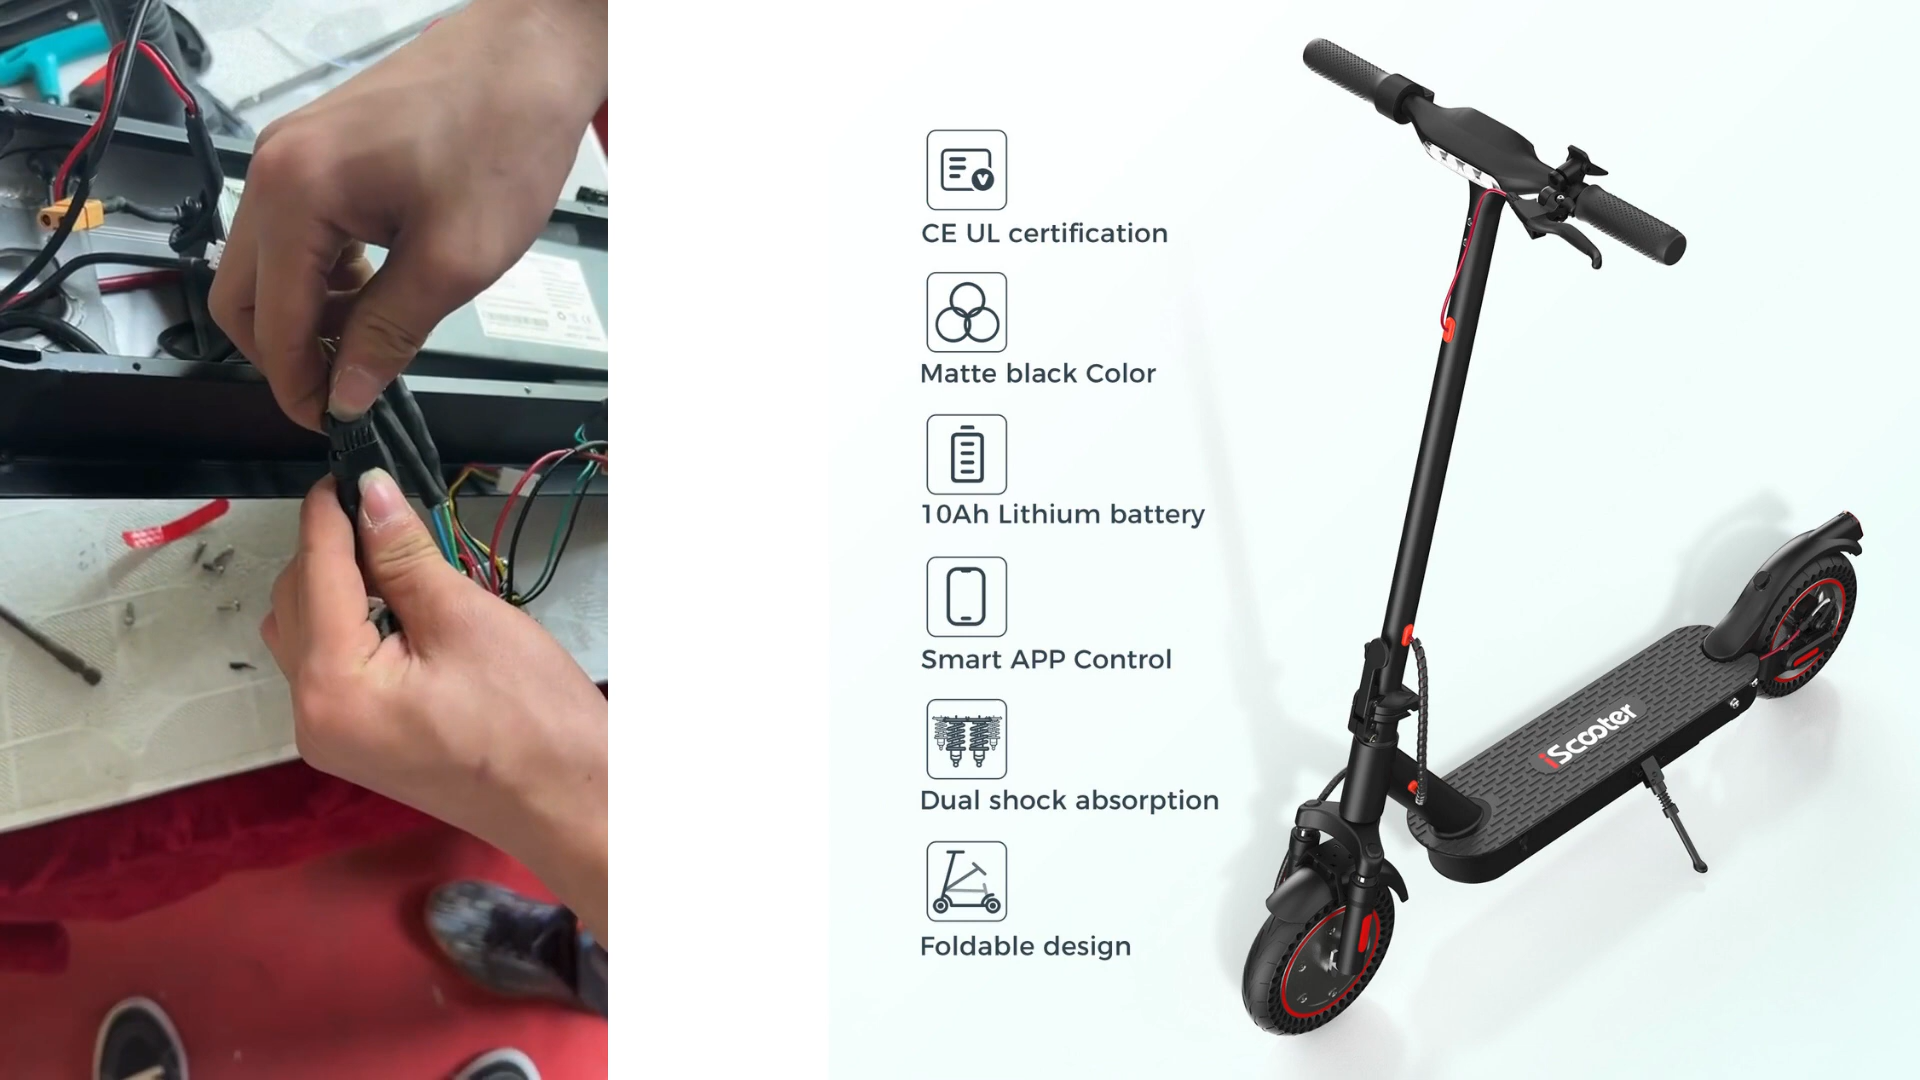 CE UL certification
Matte black Color
10Ah Lithium battery
Smart APP Control
Dual shock absorption
Foldable design
iScooter